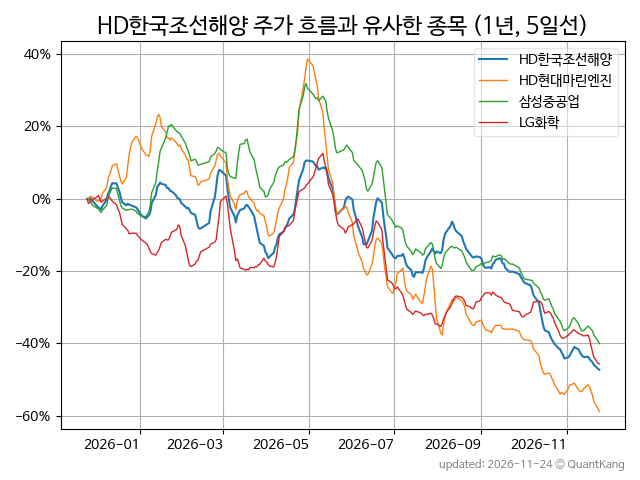 HD한국조선해양 주가 흐름과 유사한 종목 (1년, 5일선)
HD한국조선해양
HD현대마린엔진
삼성중공업
LG화학
40%
20%
0%
−20%
−40%
−60%
2026-01 2026-03 2026-05 2026-07 2026-09 2026-11
updated: 2026-11-24 © QuantKang